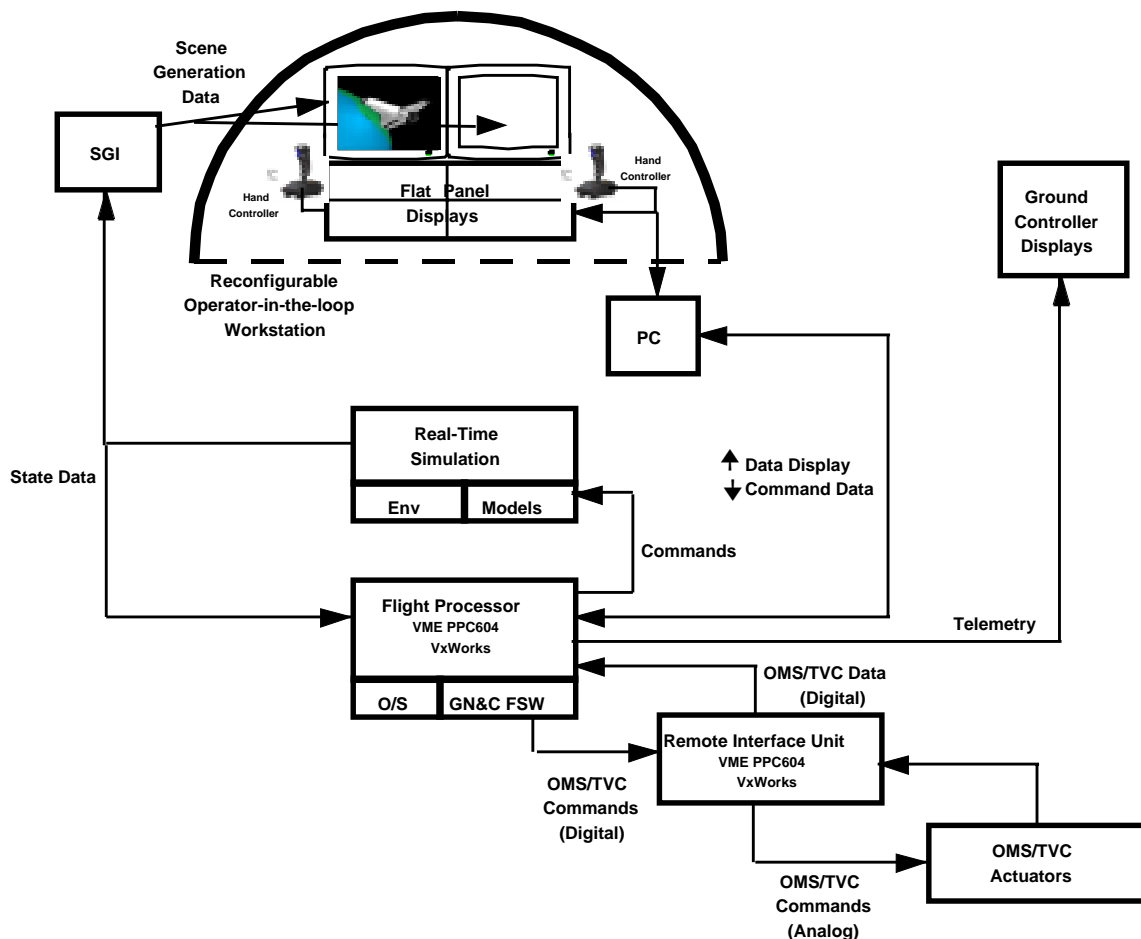 Scene
Generation
Data
SGI
Hand
Controller
Flat Panel
Displays
Hand
Controller
Ground
Controller
Displays
Reconfigurable
Operator-in-the-loop
Workstation
PC
Real-Time
Simulation
Env
Models
State Data
Data Display
Command Data
Commands
Flight Processor
VME PPC604
VxWorks
O/S
GN&C FSW
Telemetry
OMS/TVC Data
(Digital)
Remote Interface Unit
VME PPC604
VxWorks
OMS/TVC
Commands
(Digital)
OMS/TVC
Actuators
OMS/TVC
Commands
(Analog)